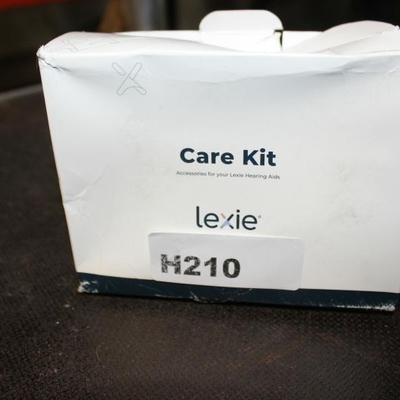 Care Kit
Accessories for your Lexie Hearing Aids
lexie
H210